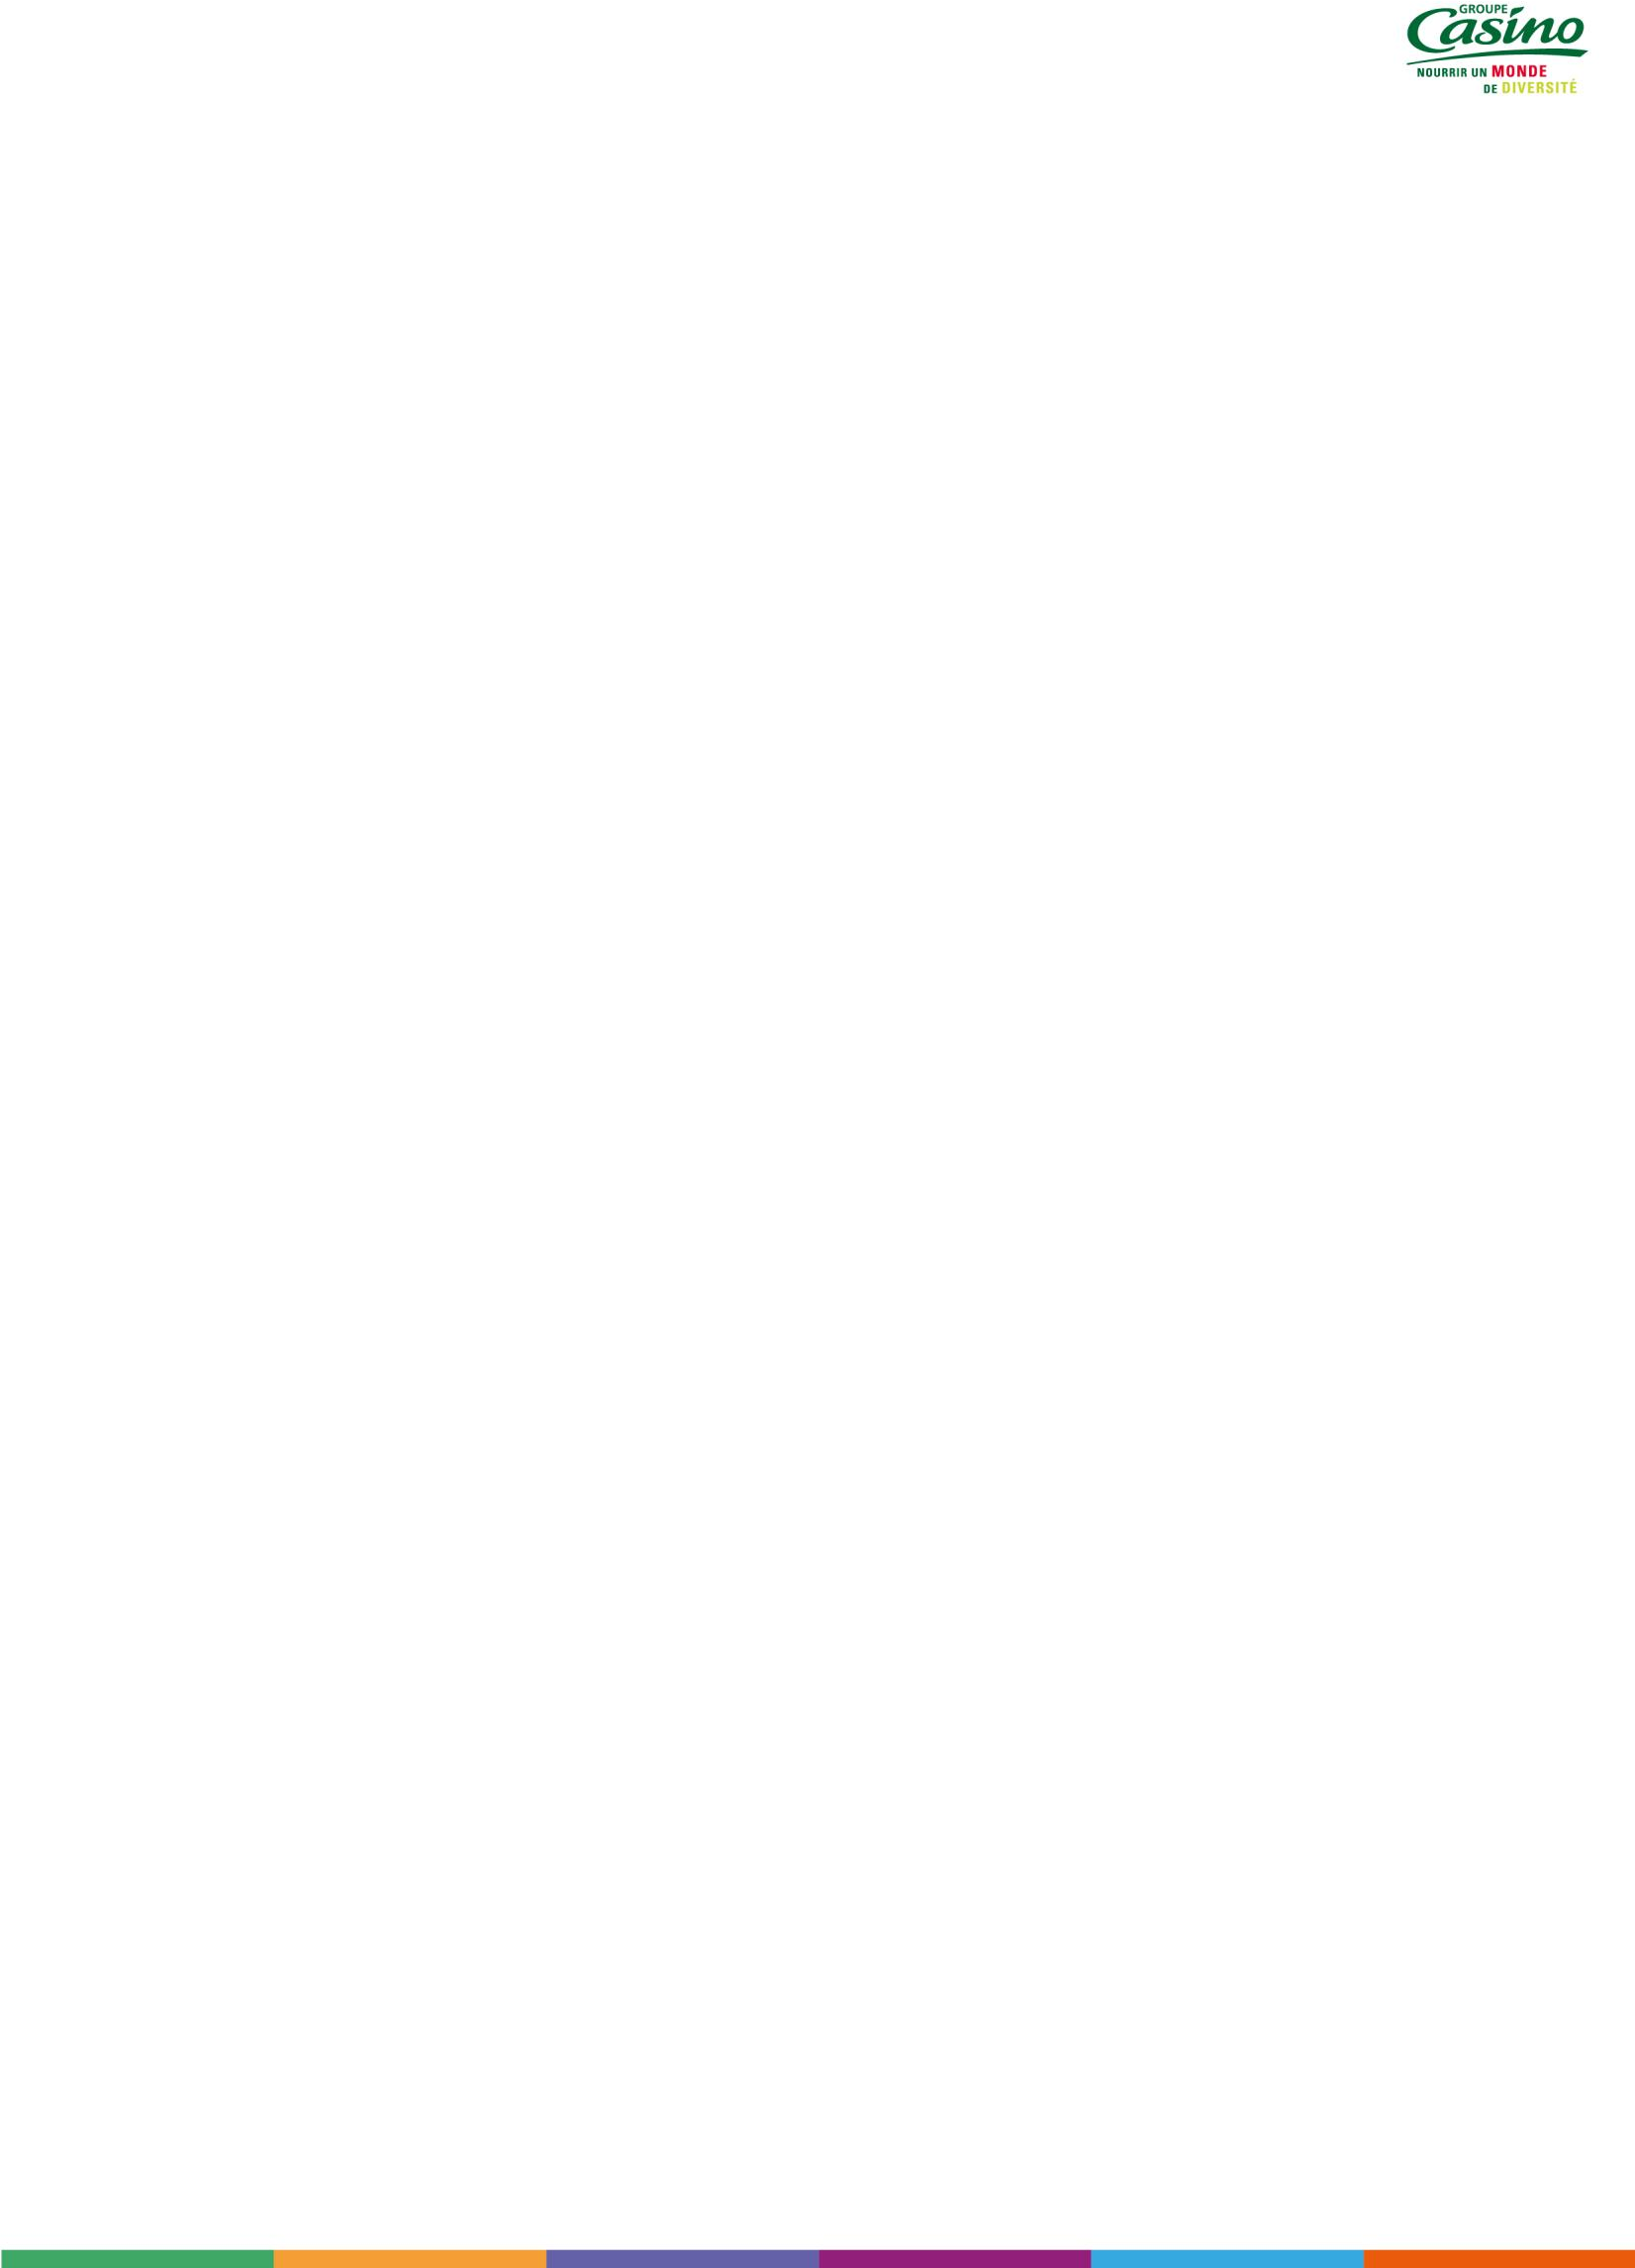 GROUPE
Casino
NOURRIR UN MONDE
DE DIVERSITÉ